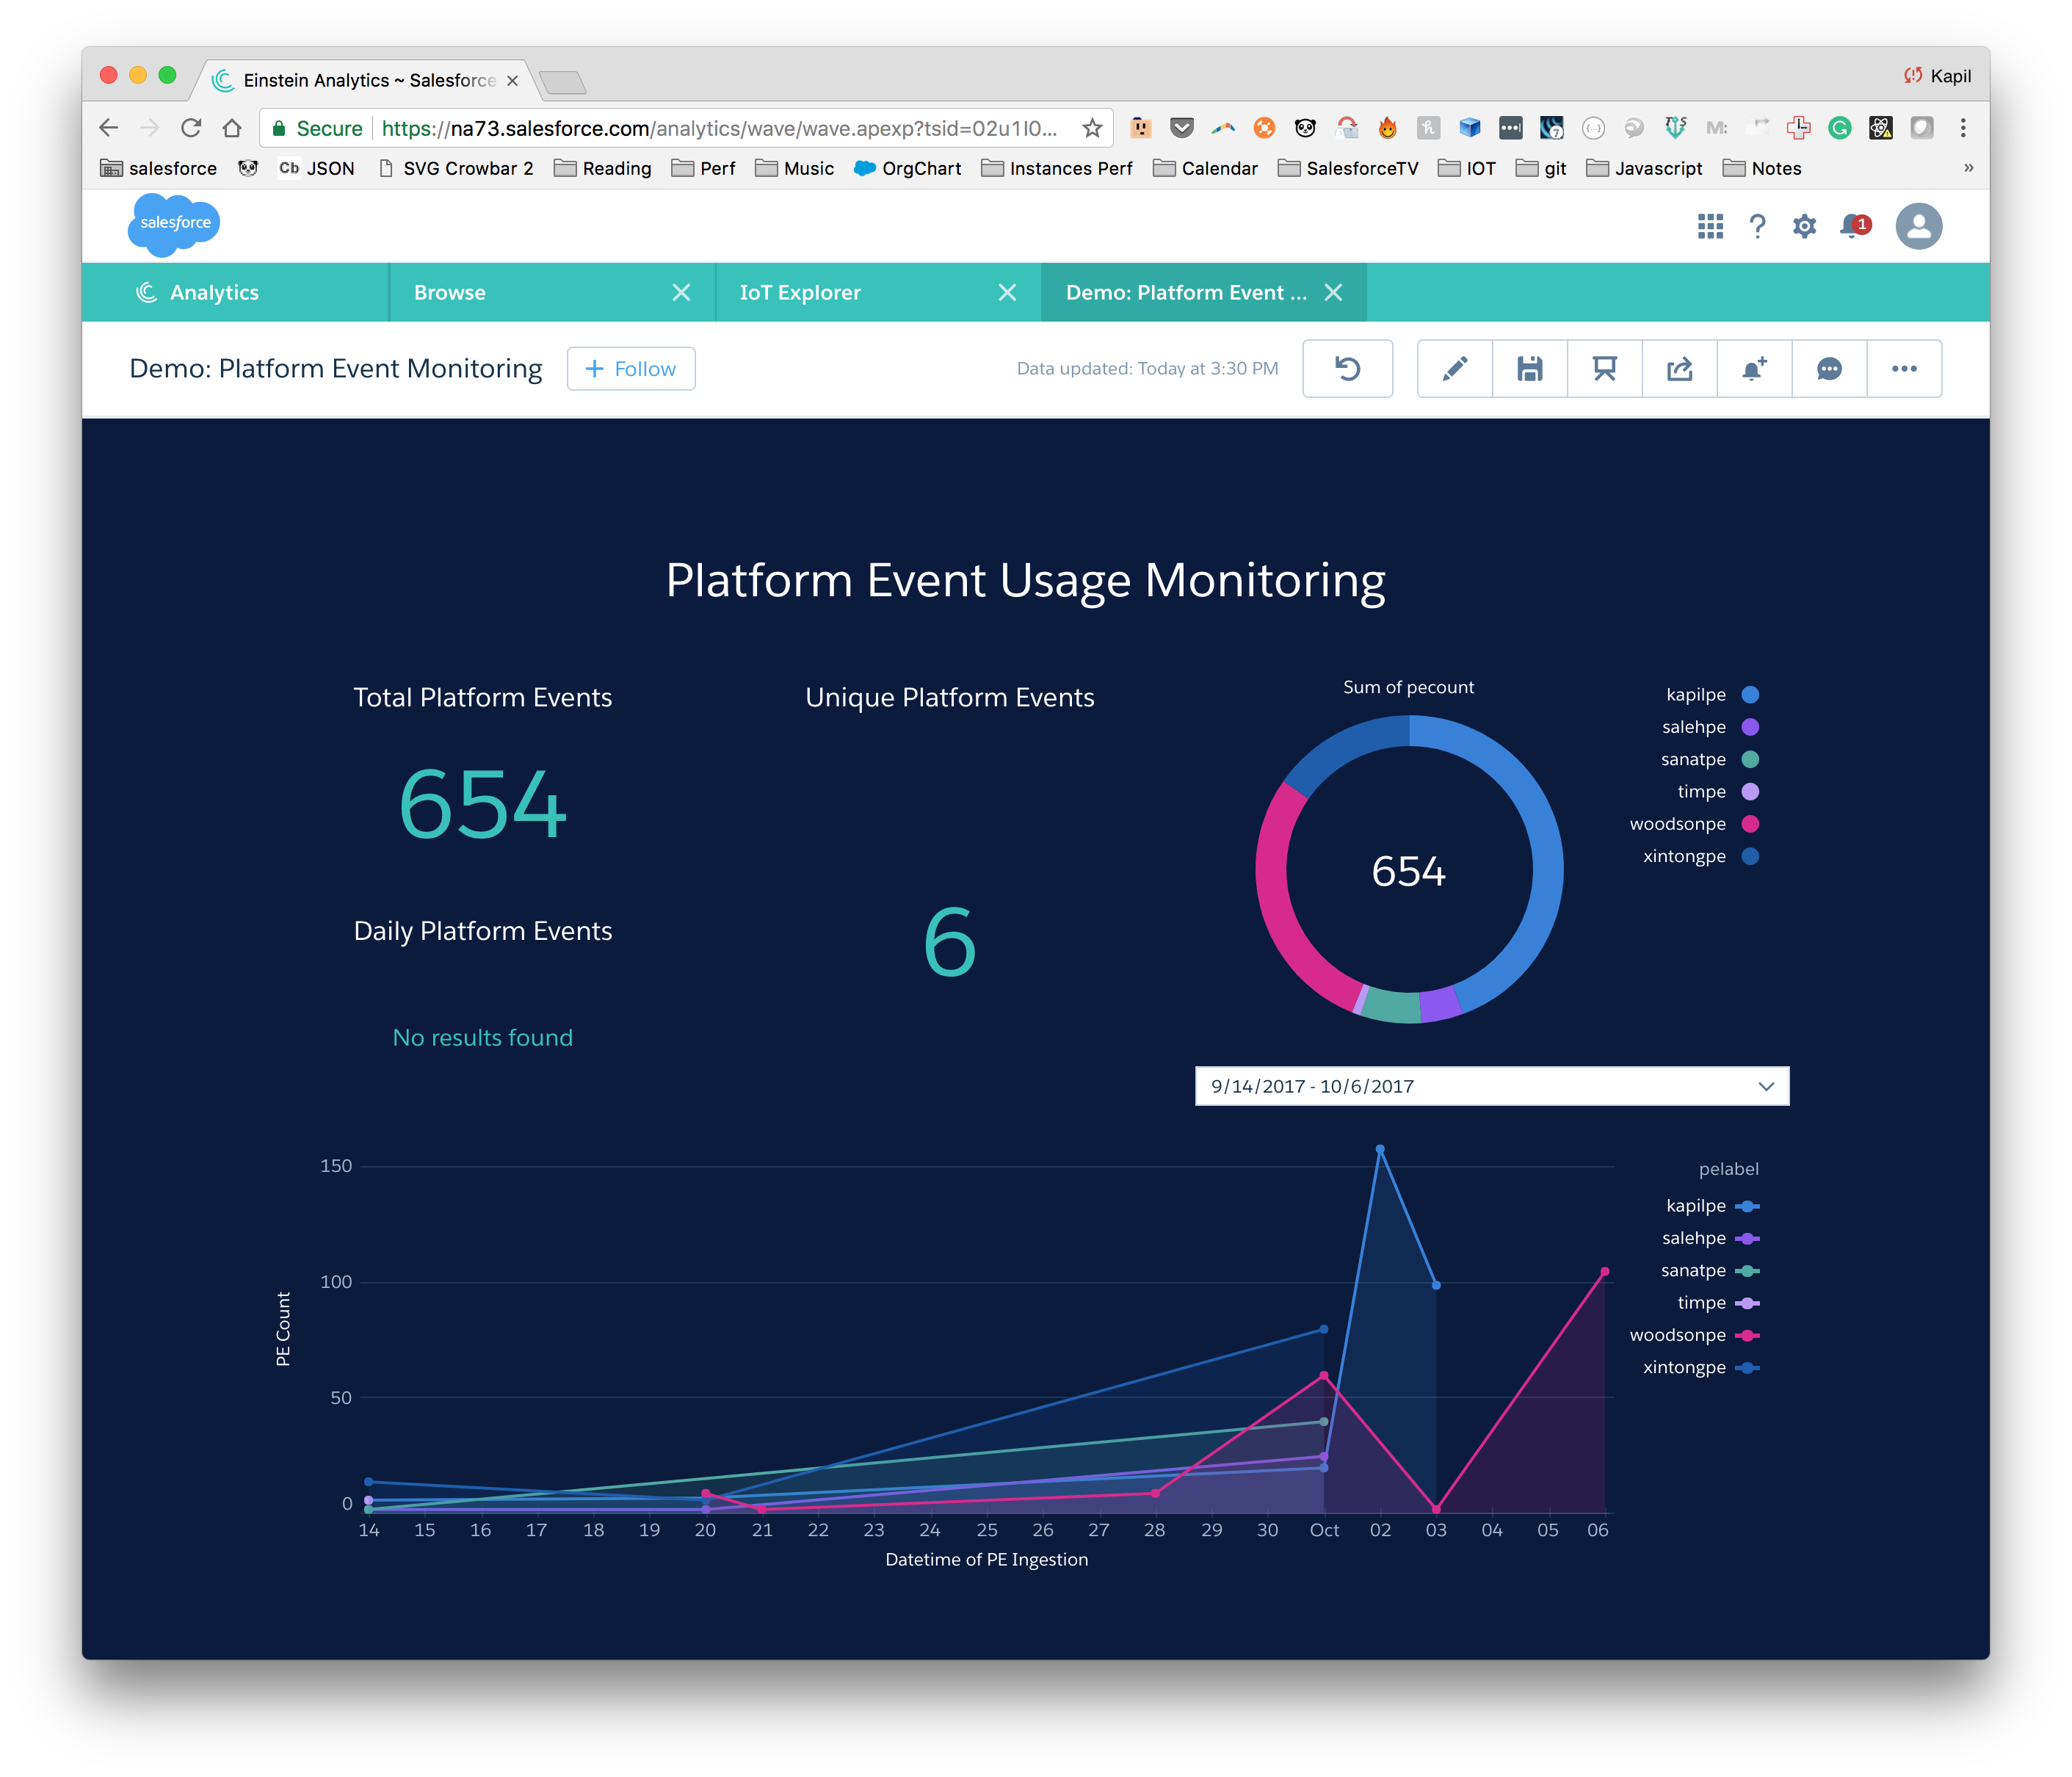 Einstein Analytics ~ Salesforce
Kapil
Secure https://na73.salesforce.com/analytics/wave/wave.apexp?tsid=02u1I0...
salesforce Cb JSON SVG Crowbar 2 Reading Perf Music OrgChart Instances Perf Calendar SalesforceTV IOT git Javascript Notes »
salesforce
? 1
Analytics Browse IoT Explorer Demo: Platform Event ...
Demo: Platform Event Monitoring + Follow Data updated: Today at 3:30 PM
Platform Event Usage Monitoring
Total Platform Events
654
Daily Platform Events
No results found
Unique Platform Events
6
Sum of pecount
654
kapilpe
salehpe
sanatpe
timpe
woodsonpe
xintongpe
9/14/2017 - 10/6/2017
PE Count
150
100
50
0
14 15 16 17 18 19 20 21 22 23 24 25 26 27 28 29 30 Oct 02 03 04 05 06
Datetime of PE Ingestion
pelabel
kapilpe
salehpe
sanatpe
timpe
woodsonpe
xintongpe